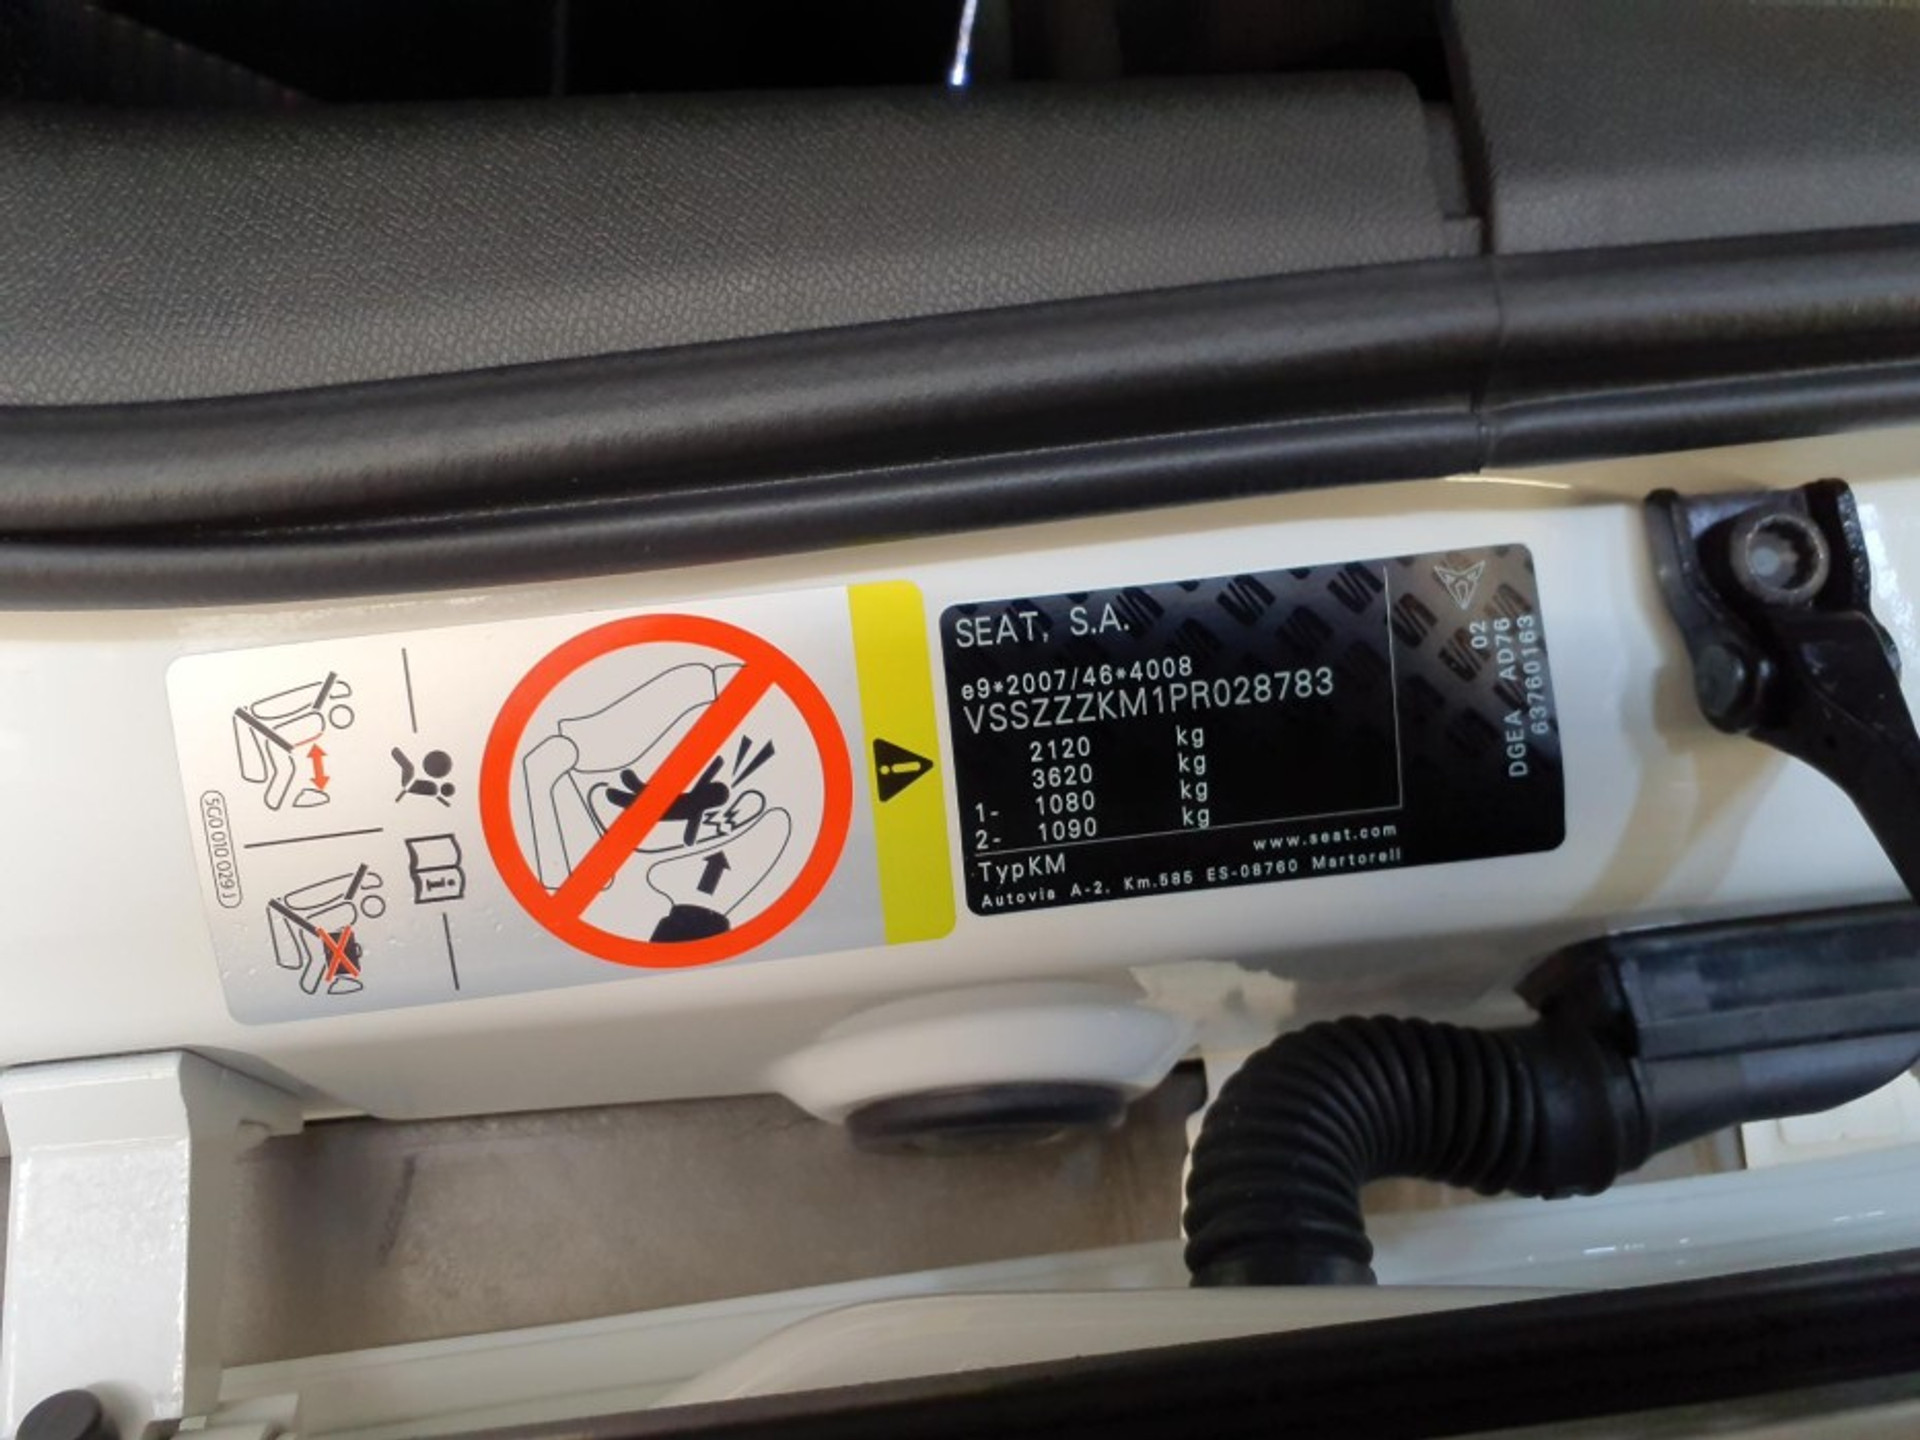 SEAT, S.A.
e9*2007/46*4008
VSSZZZKM1PR028783
2120 kg
3620 kg
1- 1080 kg
2- 1090 kg
TypKM
www.seat.com
Autovia A-2, Km.585 ES-08760 Martorell
02
DGEA AD76
63760163
5G0 010 029 J